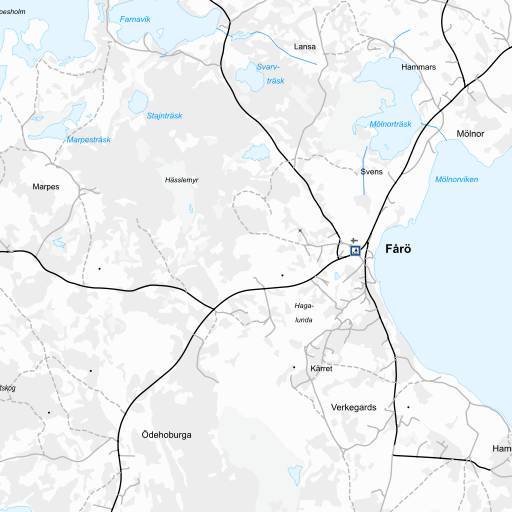 Farnavik
Lansa
Svarv-
träsk
Hammars
Stajnträsk
Mölnorträsk
Mölnor
Marpesträsk
Svens
Mölnorviken
Hässlemyr
Marpes
Fårö
Haga-
lunda
Kärret
Verkegards
Ödehoburga